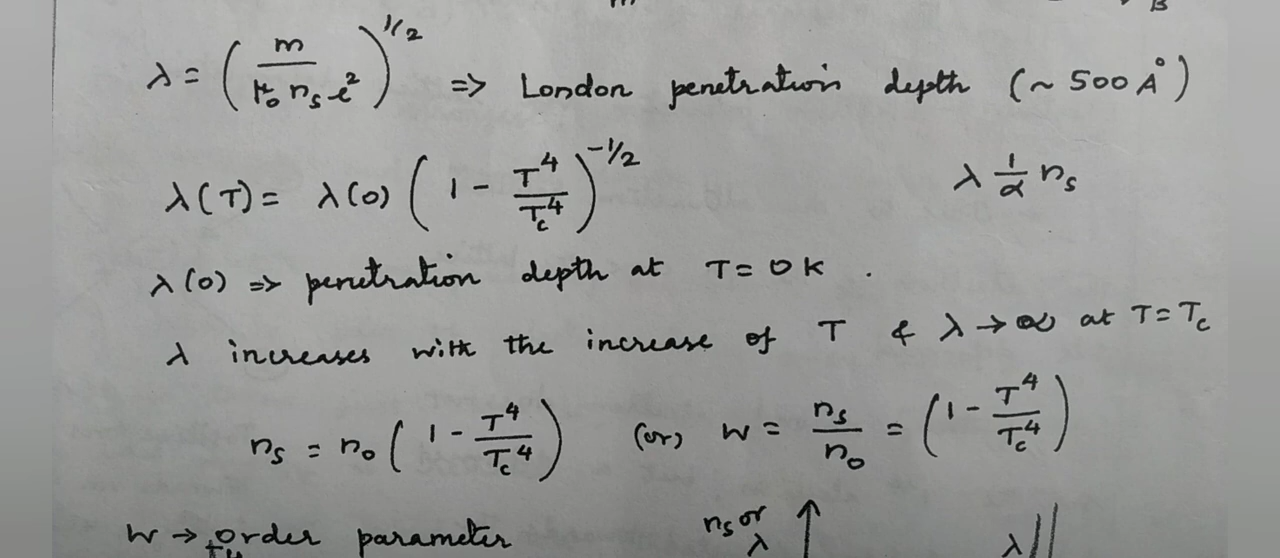 λ = (m / μ₀ nₛ e²)^1/2 => London penetration depth (~ 500 Å)
λ(T) = λ(0) (1 - T⁴/T_c⁴)^-1/2 λ 1/α nₛ
λ(0) => penetration depth at T = 0 K .
λ increases with the increase of T & λ → ∞ at T = T_c
nₛ = n₀ (1 - T⁴/T_c⁴) (or) W = nₛ/n₀ = (1 - T⁴/T_c⁴)
W → order parameter nₛ or λ ↑ λ